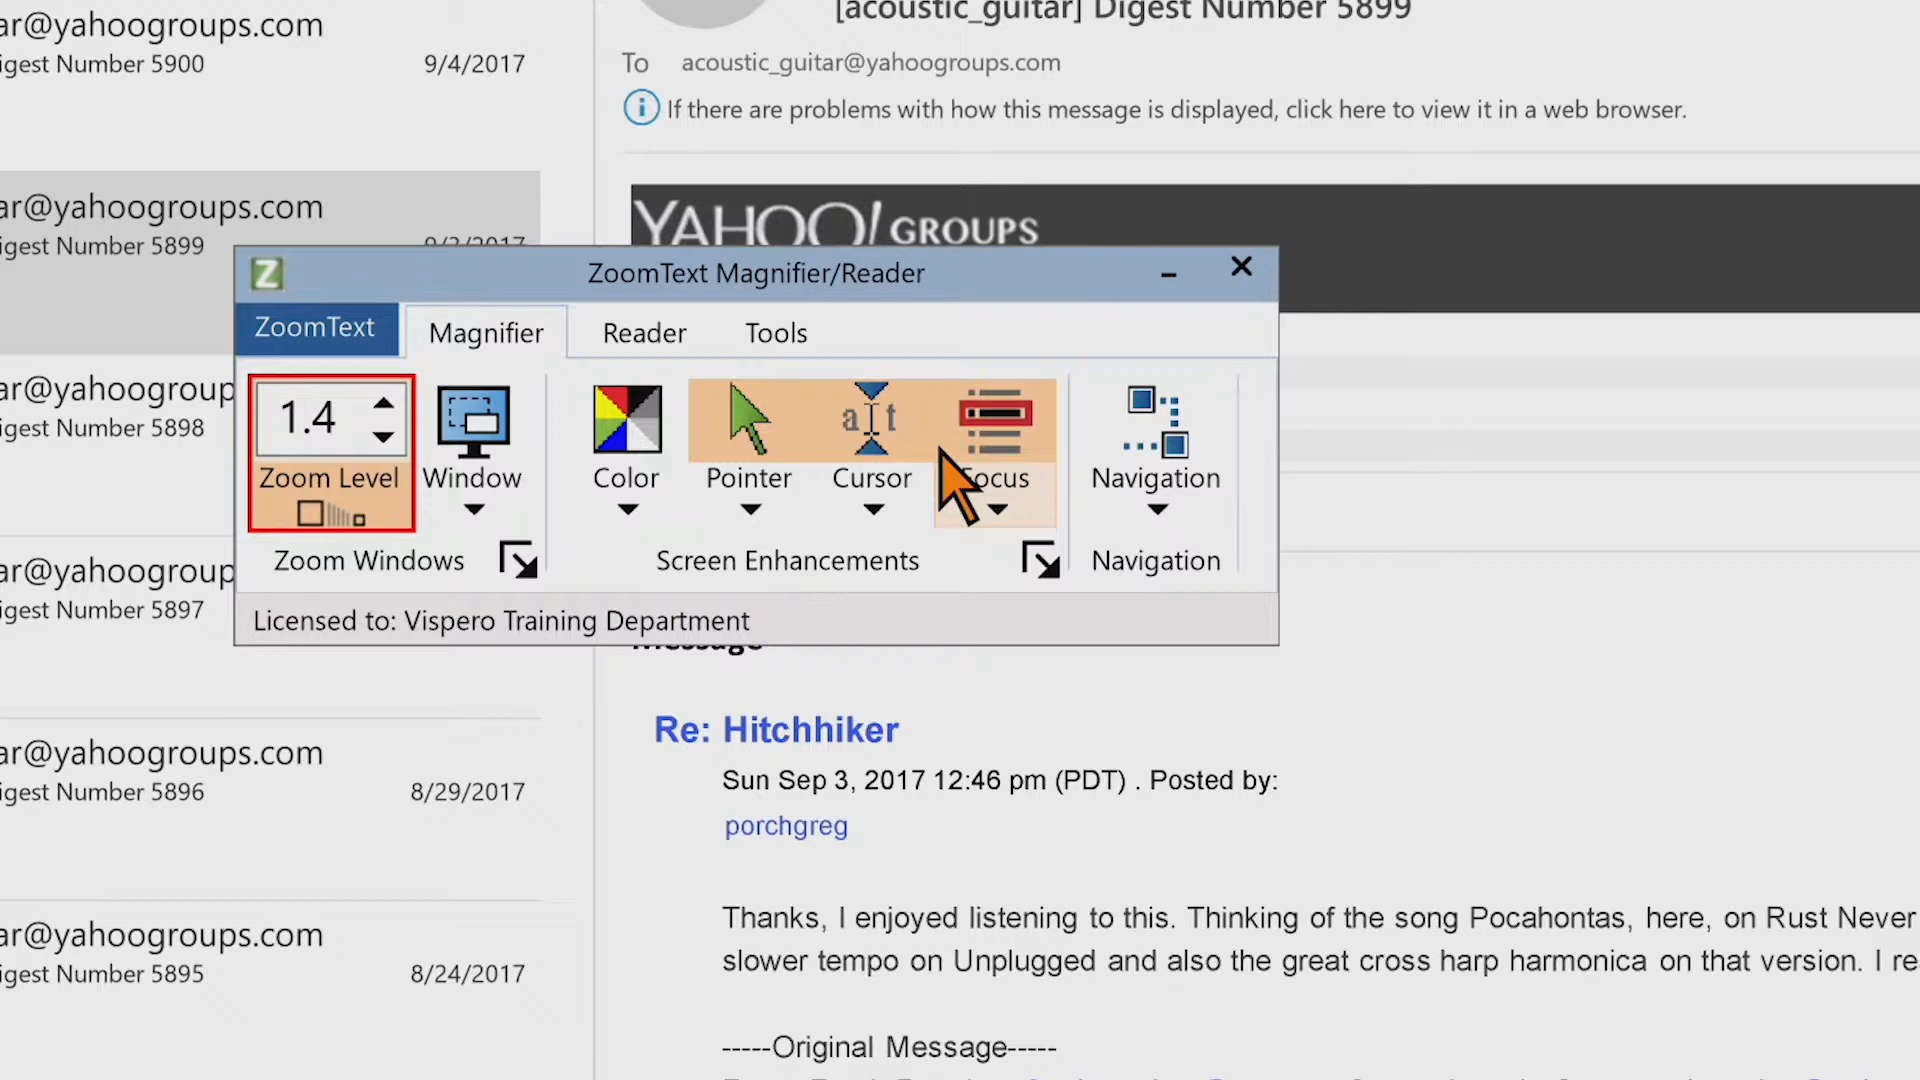 ar@yahoogroups.com
igest Number 5900
9/4/2017
ar@yahoogroups.com
igest Number 5899
9/3/2017
ar@yahoogroup
igest Number 5898
ar@yahoogroup
igest Number 5897
ar@yahoogroups.com
igest Number 5896
8/29/2017
ar@yahoogroups.com
igest Number 5895
8/24/2017
[acoustic_guitar] Digest Number 5899
To acoustic_guitar@yahoogroups.com
If there are problems with how this message is displayed, click here to view it in a web browser.
YAHOO! GROUPS
ZoomText Magnifier/Reader
ZoomText Magnifier Reader Tools
1.4
Zoom Level Window Color Pointer Cursor Focus Navigation
a t
Zoom Windows Screen Enhancements Navigation
Licensed to: Vispero Training Department
Message
Re: Hitchhiker
Sun Sep 3, 2017 12:46 pm (PDT) . Posted by:
porchgreg
Thanks, I enjoyed listening to this. Thinking of the song Pocahontas, here, on Rust Never
slower tempo on Unplugged and also the great cross harp harmonica on that version. I re
-----Original Message-----